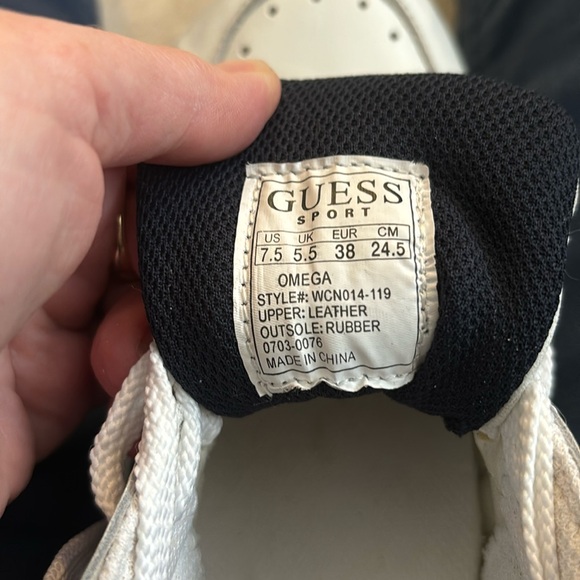 GUESS
SPORT
US UK EUR CM
7.5 5.5 38 24.5
OMEGA
STYLE#: WCN014-119
UPPER: LEATHER
OUTSOLE: RUBBER
0703-0076
MADE IN CHINA